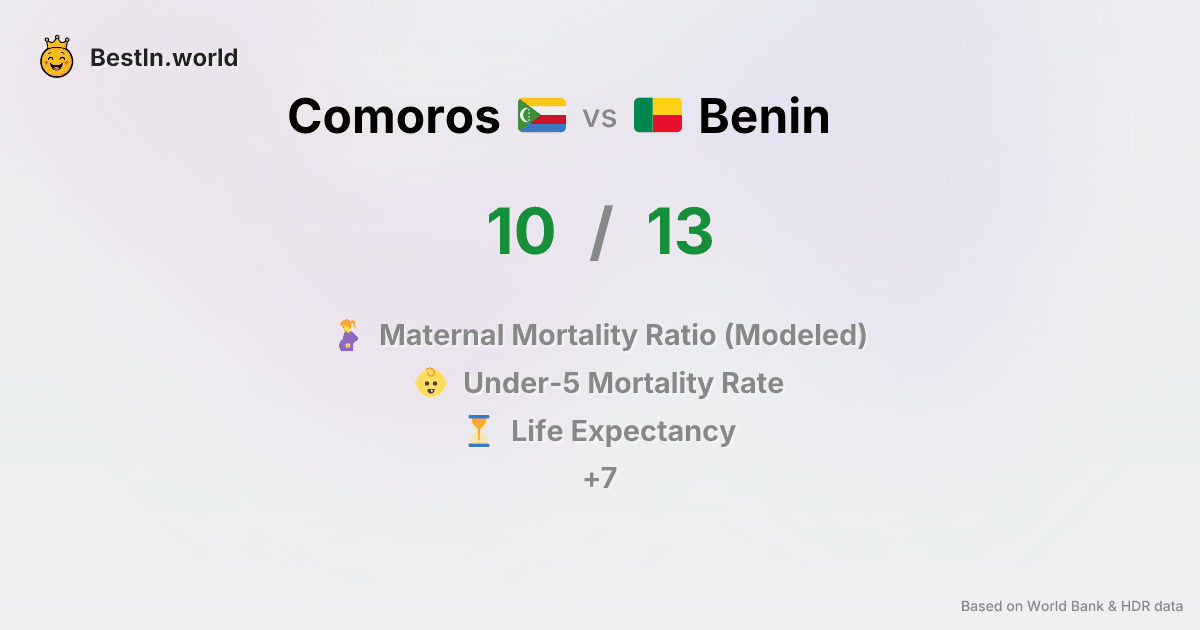 BestIn.world
Comoros vs Benin
10 / 13
Maternal Mortality Ratio (Modeled)
Under-5 Mortality Rate
Life Expectancy
+7
Based on World Bank & HDR data